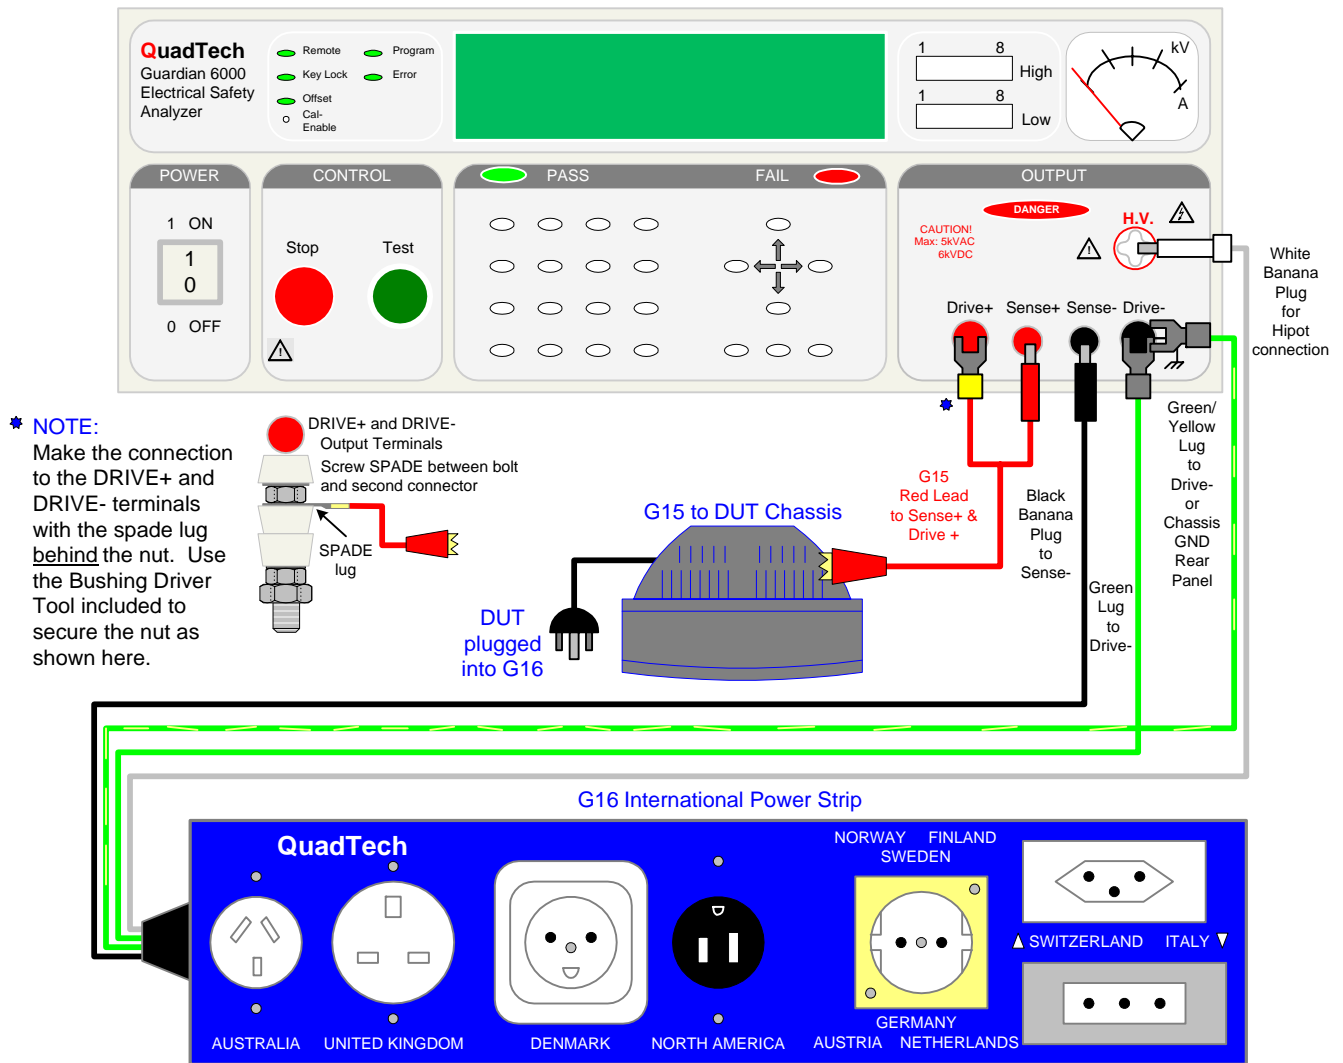 QuadTech
Guardian 6000
Electrical Safety
Analyzer
Remote
Program
Key Lock
Error
Offset
Cal-
Enable
1 8
High
1 8
Low
kV
A
POWER
CONTROL
PASS
FAIL
OUTPUT
1 ON
1
0
0 OFF
Stop
Test
DANGER
CAUTION!
Max: 5kVAC
6kVDC
H.V.
!
!
Drive+ Sense+ Sense- Drive-
White
Banana
Plug
for
Hipot
connection
NOTE:
Make the connection
to the DRIVE+ and
DRIVE- terminals
with the spade lug
behind the nut. Use
the Bushing Driver
Tool included to
secure the nut as
shown here.
DRIVE+ and DRIVE-
Output Terminals
Screw SPADE between bolt
and second connector
SPADE
lug
G15 to DUT Chassis
DUT
plugged
into G16
G15
Red Lead
to Sense+ &
Drive +
Black
Banana
Plug
to
Sense-
Green
Lug
to
Drive-
Green/
Yellow
Lug
to
Drive-
or
Chassis
GND
Rear
Panel
G16 International Power Strip
QuadTech
NORWAY FINLAND
SWEDEN
SWITZERLAND ITALY
AUSTRALIA
UNITED KINGDOM
DENMARK
NORTH AMERICA
GERMANY
AUSTRIA NETHERLANDS